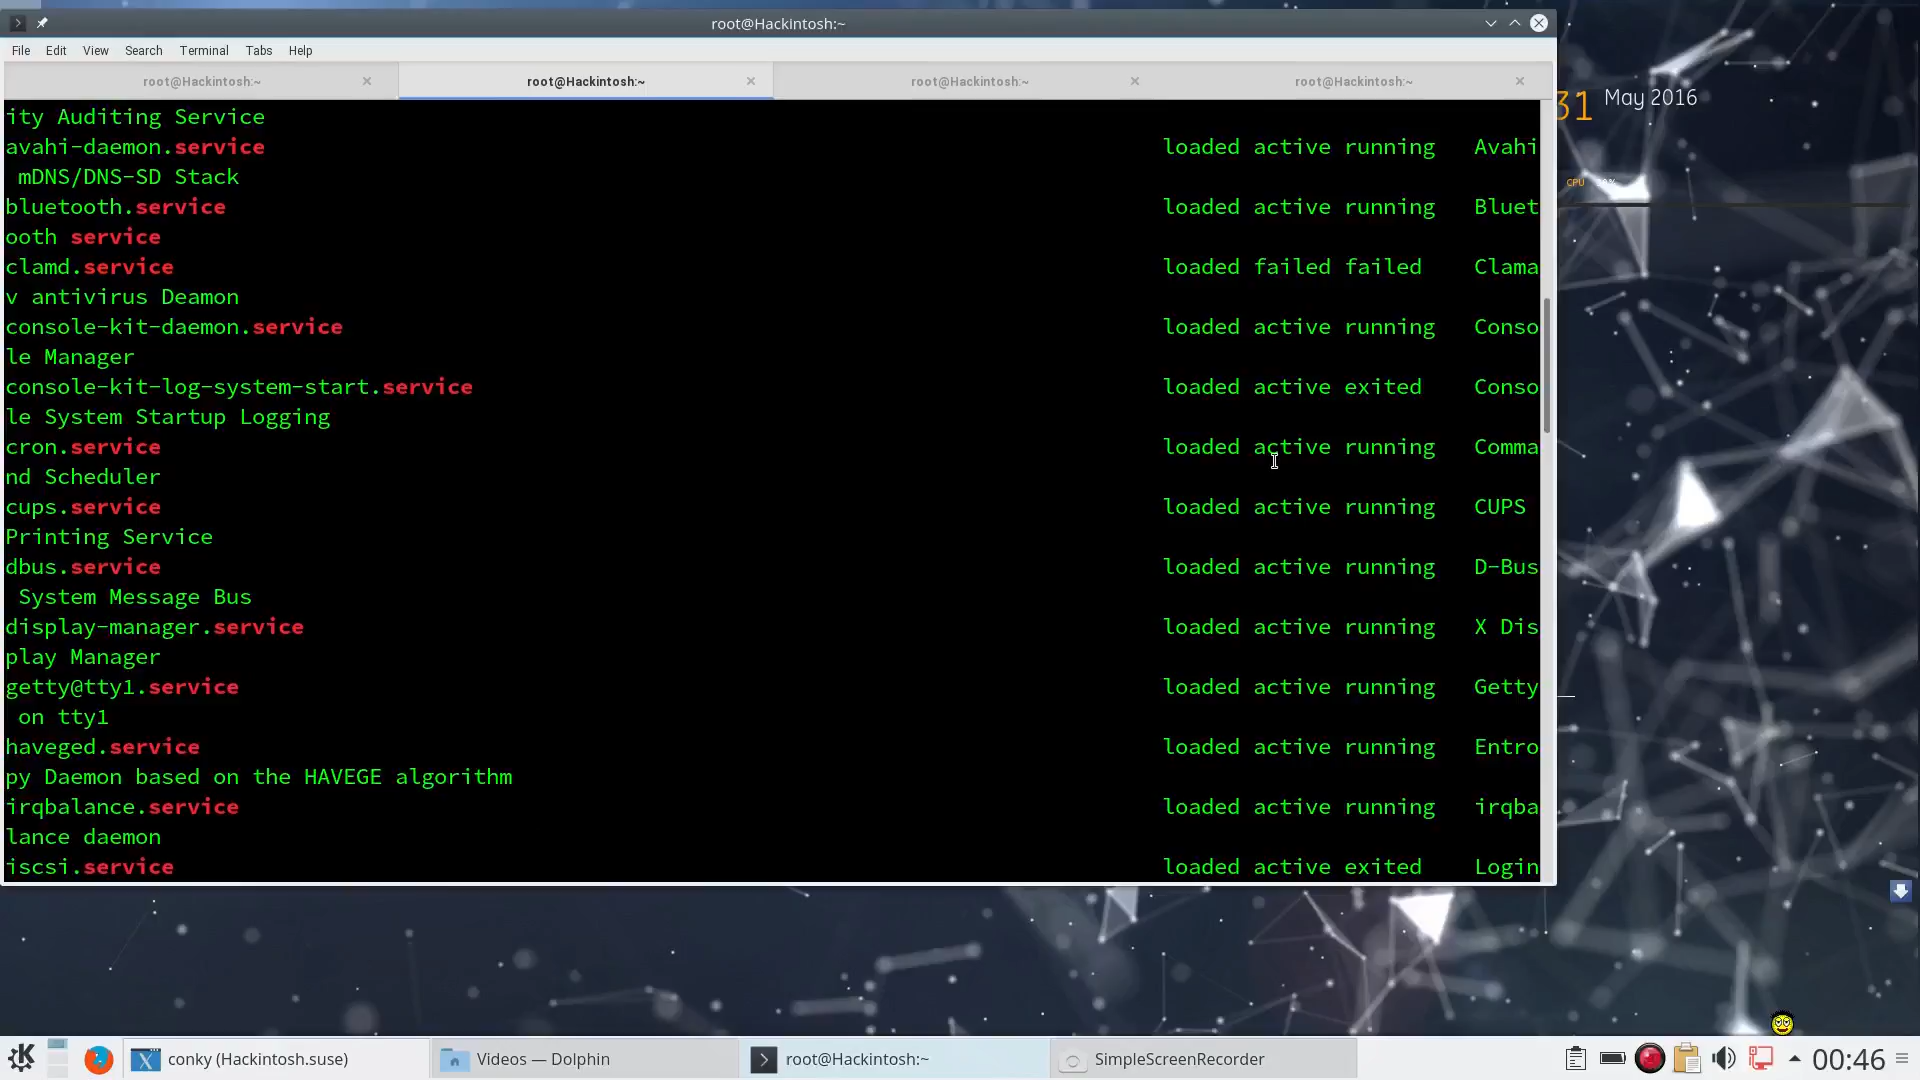 root@Hackintosh:~
File Edit View Search Terminal Tabs Help
root@Hackintosh:~ root@Hackintosh:~ root@Hackintosh:~ root@Hackintosh:~
ity Auditing Service
avahi-daemon.service loaded active running Avahi
mDNS/DNS-SD Stack
bluetooth.service loaded active running Bluet
ooth service
clamd.service loaded failed failed Clama
v antivirus Deamon
console-kit-daemon.service loaded active running Conso
le Manager
console-kit-log-system-start.service loaded active exited Conso
le System Startup Logging
cron.service loaded active running Comma
nd Scheduler
cups.service loaded active running CUPS
Printing Service
dbus.service loaded active running D-Bus
System Message Bus
display-manager.service loaded active running X Dis
play Manager
getty@tty1.service loaded active running Getty
on tty1
haveged.service loaded active running Entro
py Daemon based on the HAVEGE algorithm
irqbalance.service loaded active running irqba
lance daemon
iscsi.service loaded active exited Login
31 May 2016
CPU
conky (Hackintosh.suse) Videos — Dolphin root@Hackintosh:~ SimpleScreenRecorder 00:46